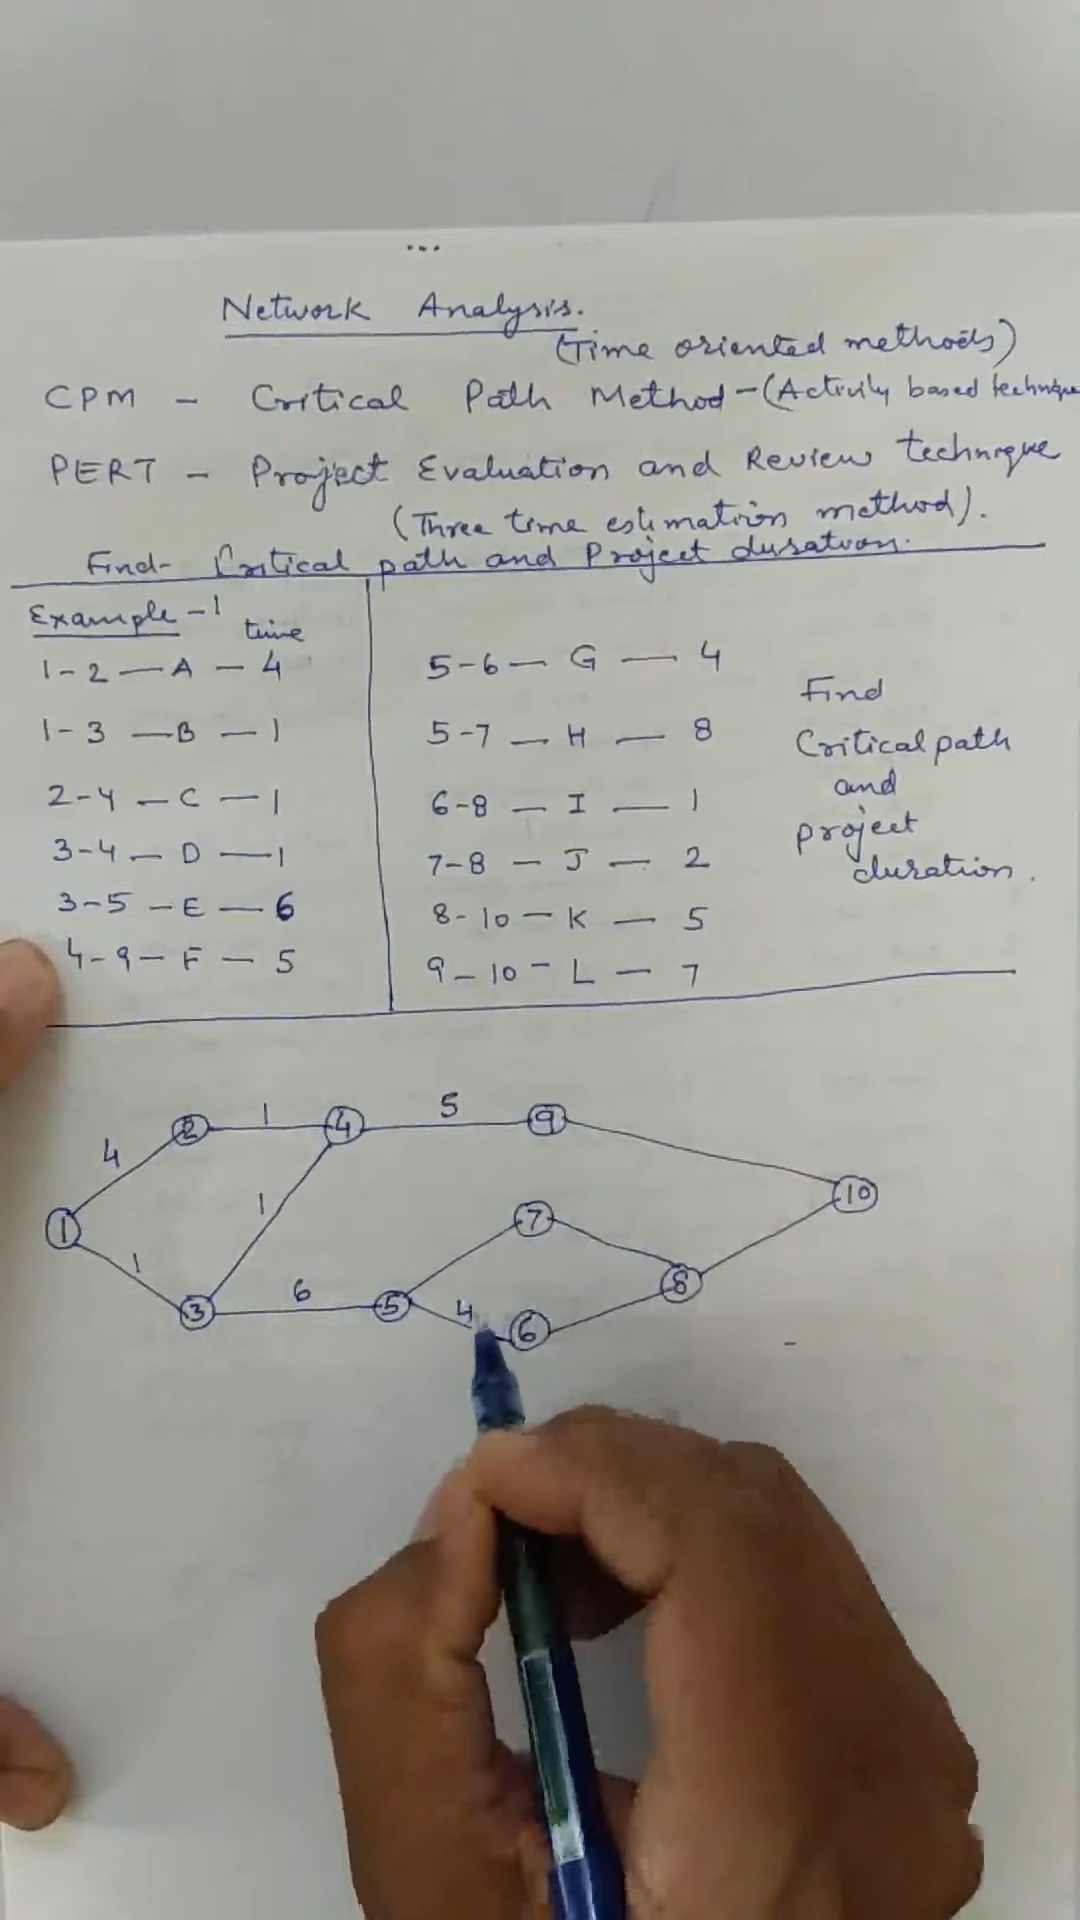 Network Analysis.
(Time oriented methods)
CPM - Critical Path Method - (Activity based technique
PERT - Project Evaluation and Review technique
(Three time estimation method).
Find- Critical path and Project duration.
Example -1
time
1-2 — A — 4
1-3 — B — 1
2-4 — C — 1
3-4 — D — 1
3-5 — E — 6
4-9 — F — 5
5-6 — G — 4
5-7 — H — 8
6-8 — I — 1
7-8 — J — 2
8-10 — K — 5
9-10 — L — 7
Find
Critical path
and
project
duration.
4
1
5
1
2
4
9
10
1
1
3
6
5
4
7
6
8